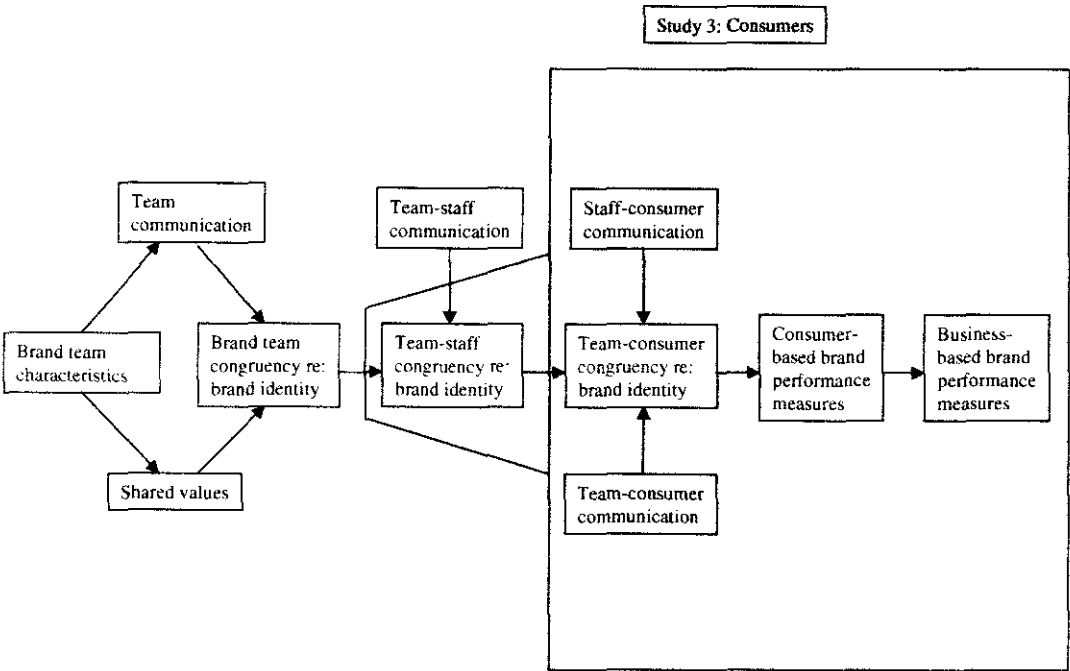 Study 3: Consumers
Team
communication
Team-staff
communication
Staff-consumer
communication
Brand team
characteristics
Brand team
congruency re:
brand identity
Team-staff
congruency re:
brand identity
Team-consumer
congruency re:
brand identity
Consumer-
based brand
performance
measures
Business-
based brand
performance
measures
Shared values
Team-consumer
communication